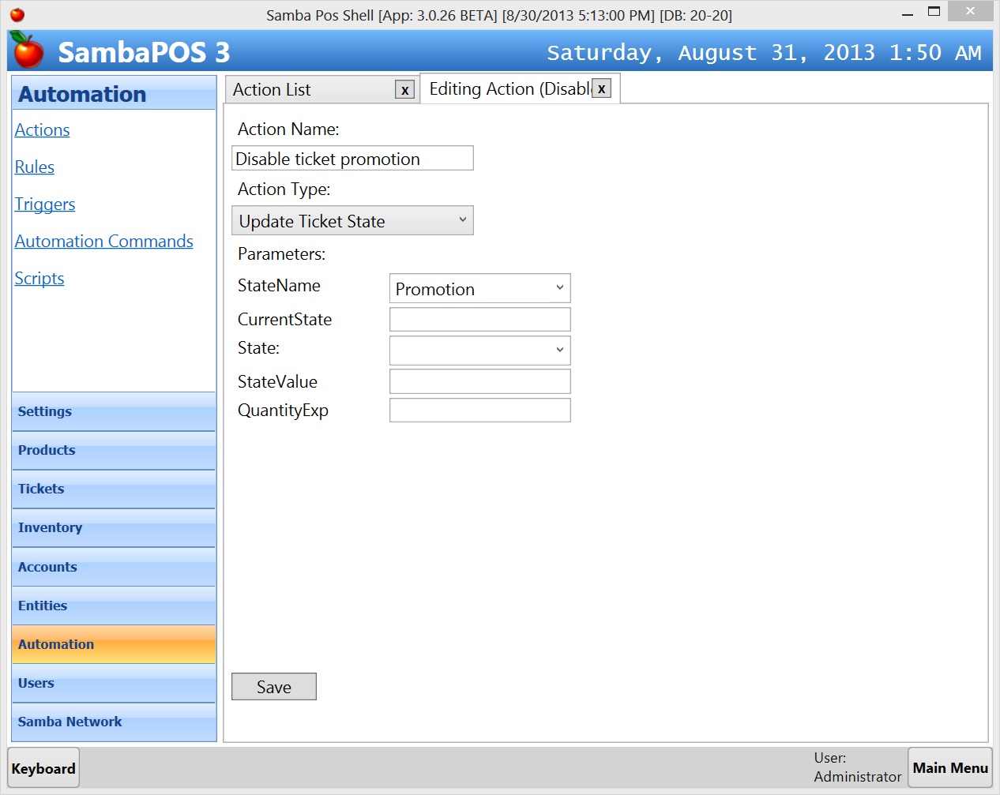 Samba Pos Shell [App: 3.0.26 BETA] [8/30/2013 5:13:00 PM] [DB: 20-20]
SambaPOS 3
Saturday, August 31, 2013 1:50 AM
Automation
Actions
Rules
Triggers
Automation Commands
Scripts
Settings
Products
Tickets
Inventory
Accounts
Entities
Automation
Users
Samba Network
Action List x
Editing Action (Disabl x
Action Name:
Disable ticket promotion
Action Type:
Update Ticket State
Parameters:
StateName Promotion
CurrentState
State:
StateValue
QuantityExp
Save
Keyboard
User:
Administrator
Main Menu